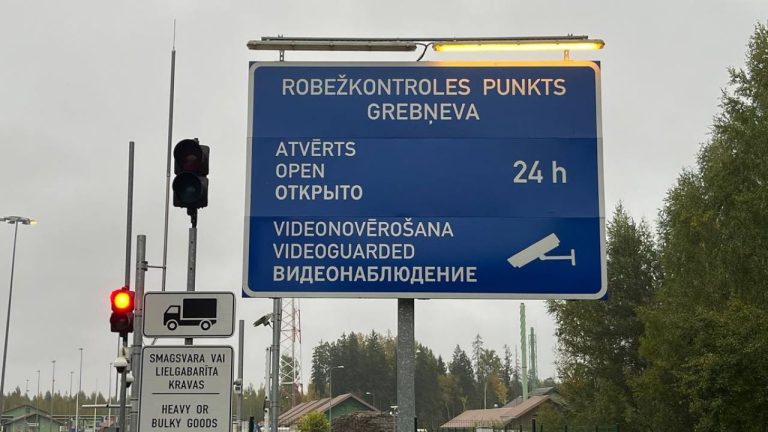 ROBEŽKONTROLES PUNKTS
GREBŅEVA
ATVĒRTS
OPEN
ОТКРЫТО
24 h
VIDEONOVĒROŠANA
VIDEOGUARDED
ВИДЕОНАБЛЮДЕНИЕ
SMAGSVARA VAI
LIELGABARĪTA
KRAVAS
HEAVY OR
BULKY GOODS